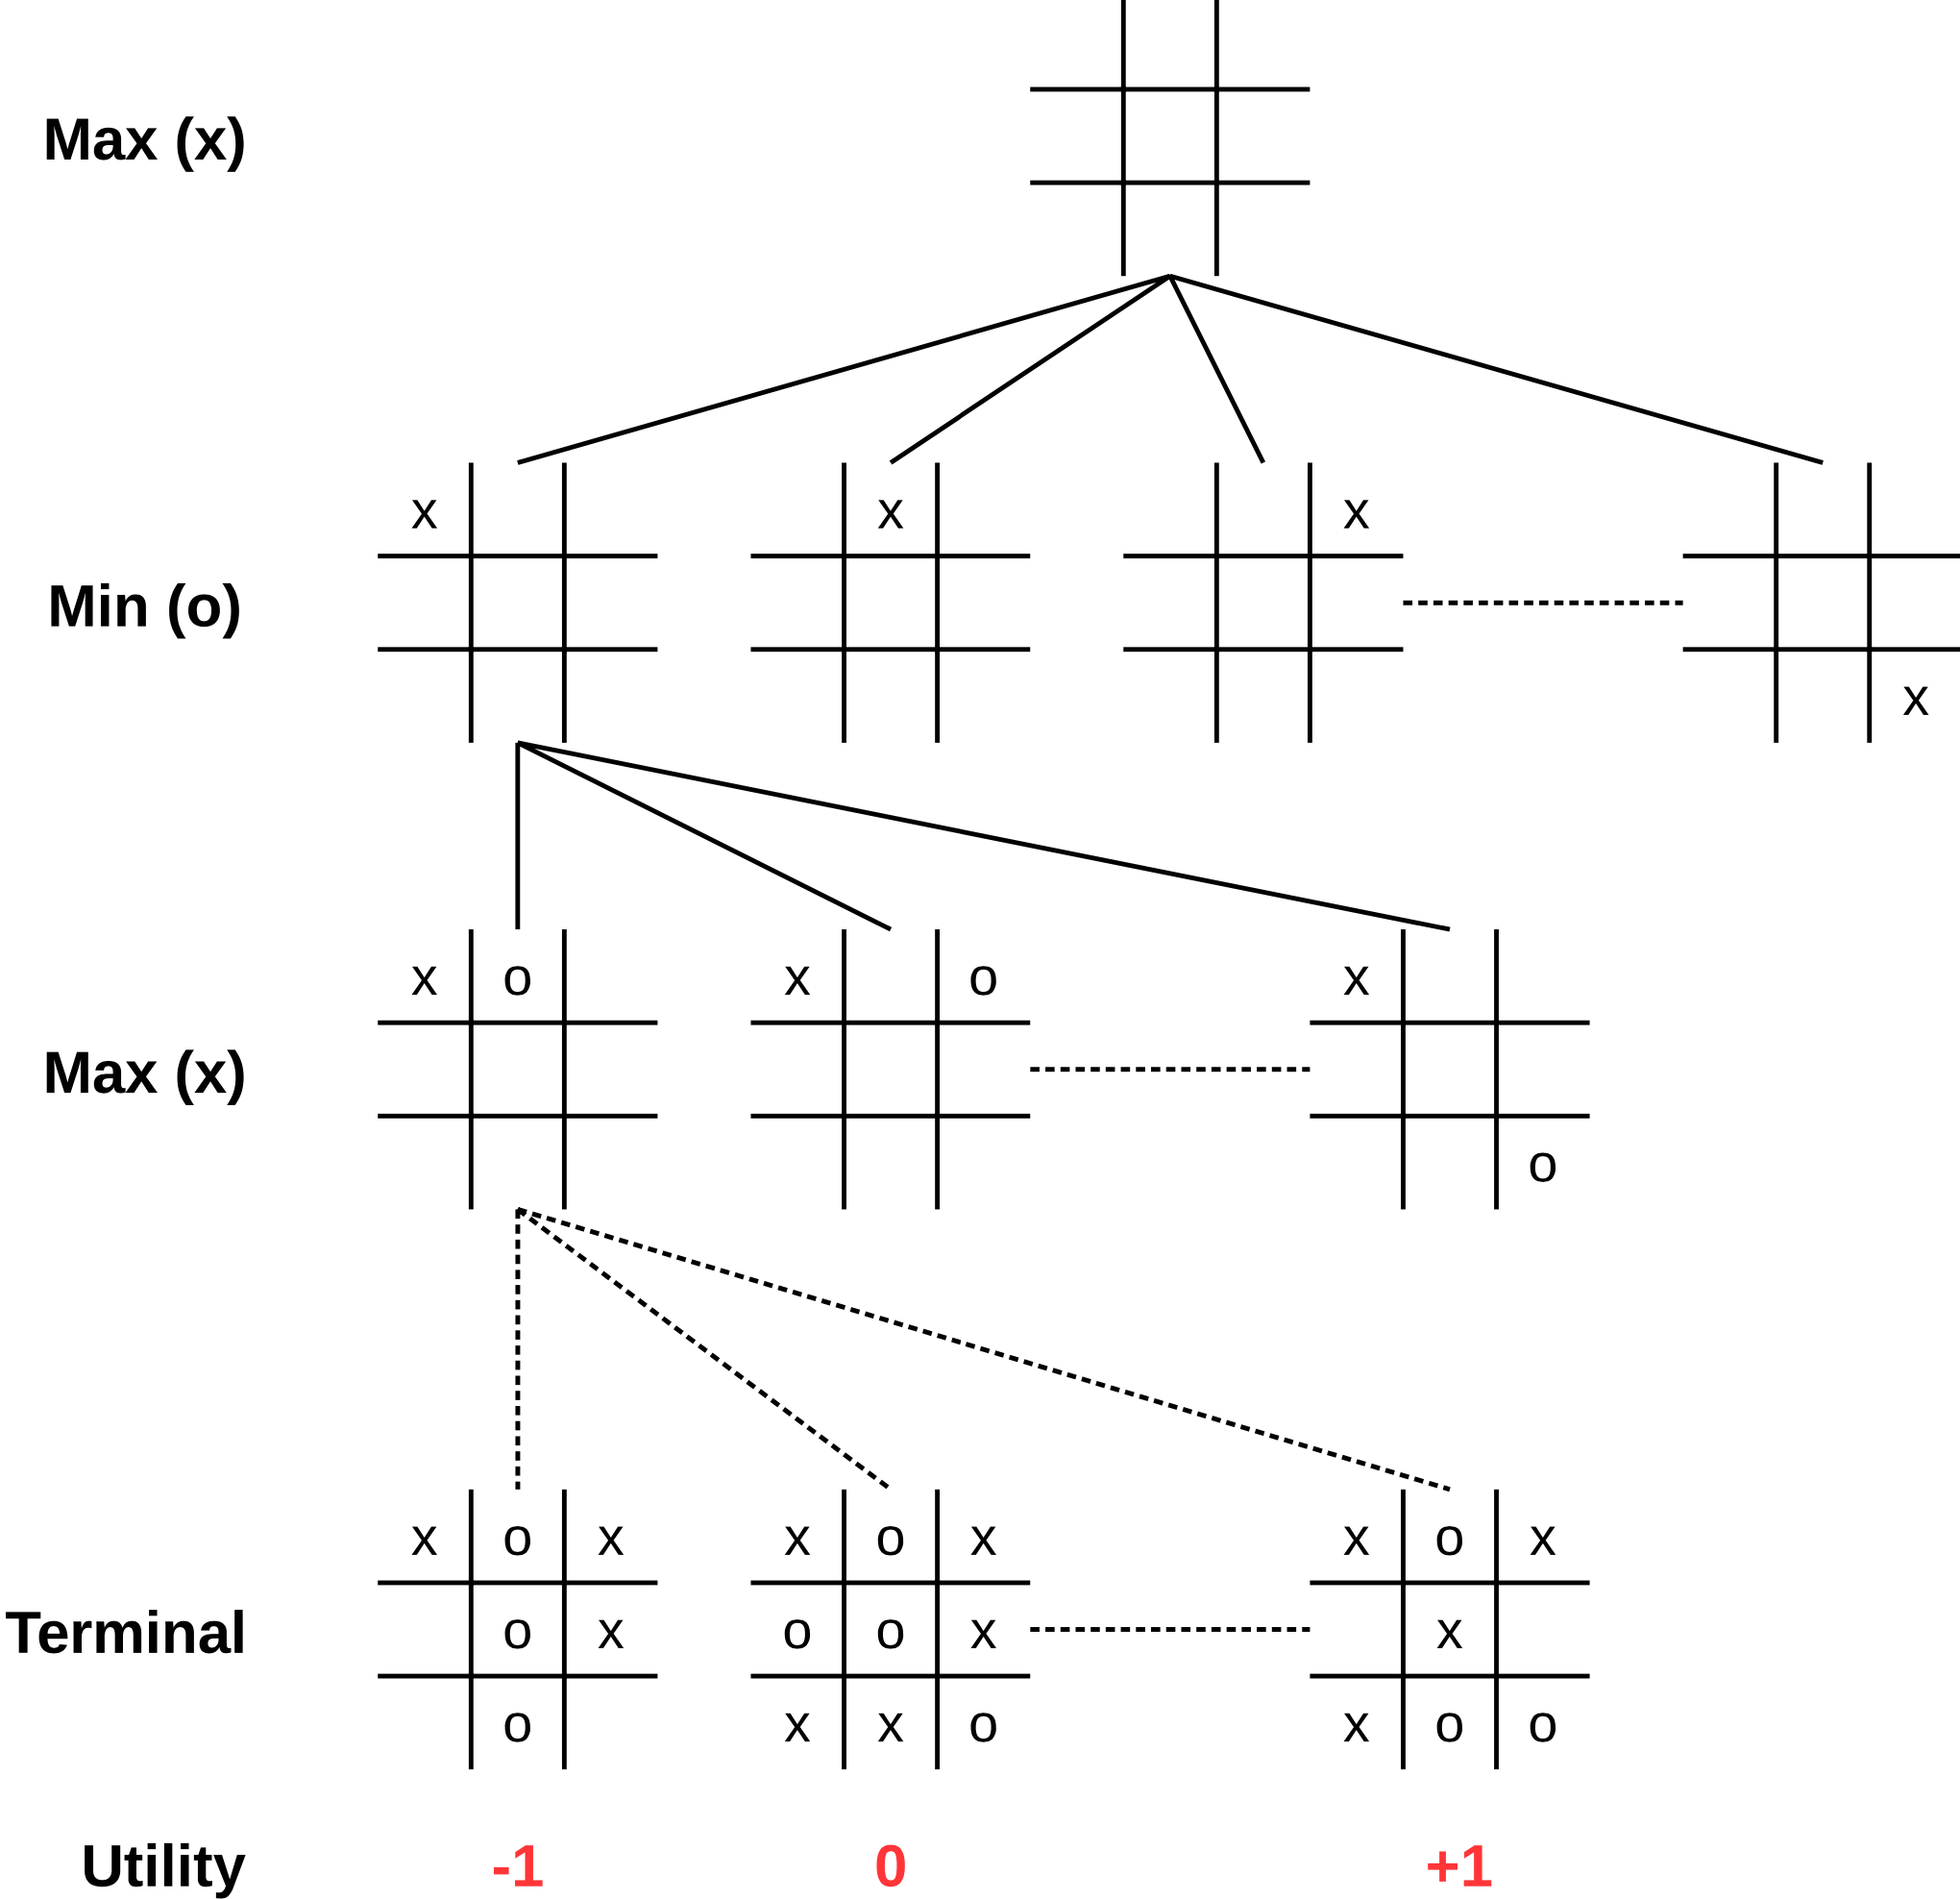 Max (x)
x x x
Min (o)
x
x o x o x
Max (x)
o
x o x x o x x o x
Terminal o x o o x x
o x x o x o o
Utility -1 0 +1